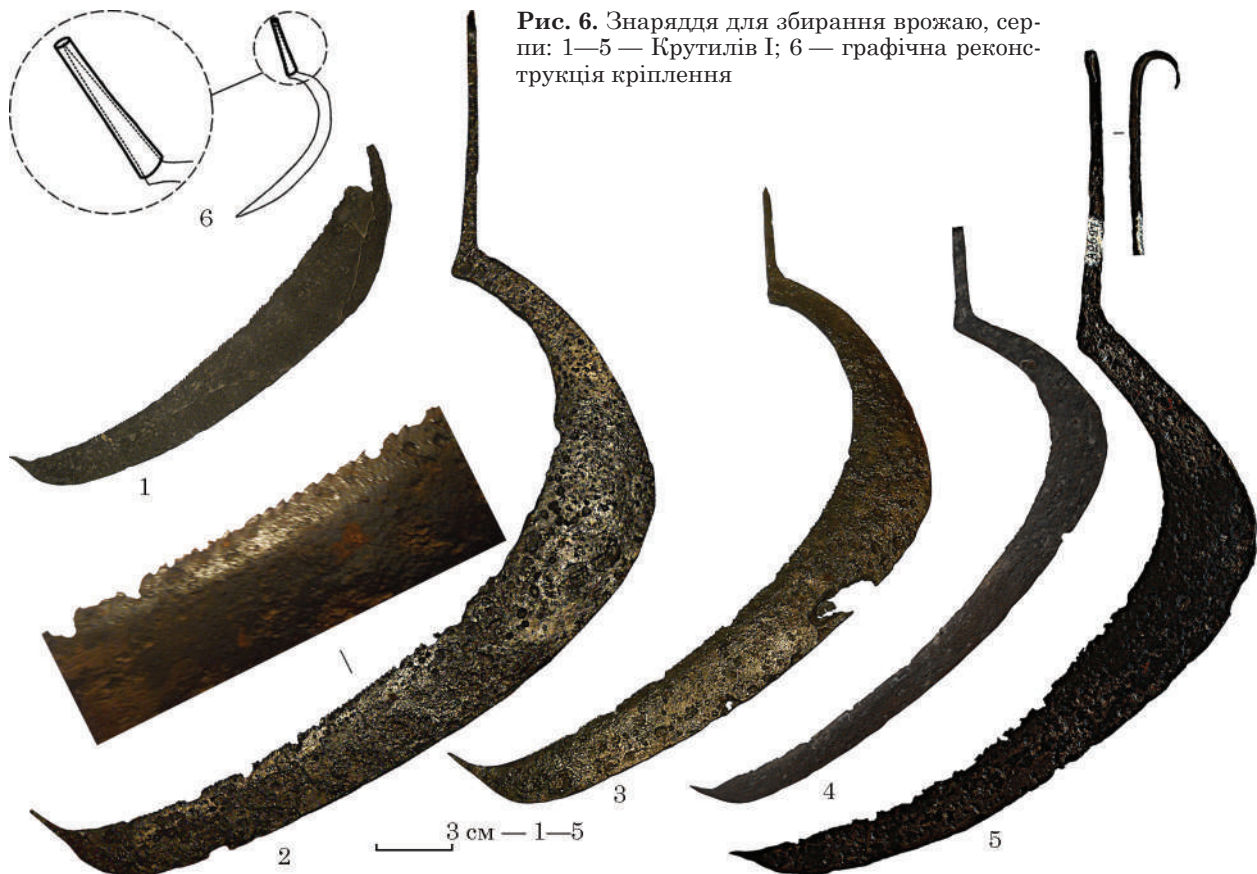 Рис. 6. Знаряддя для збирання врожаю, сер-
пи: 1—5 — Крутилів І; 6 — графічна реконс-
трукція кріплення
6
1
2
3
4
5
3 см — 1—5